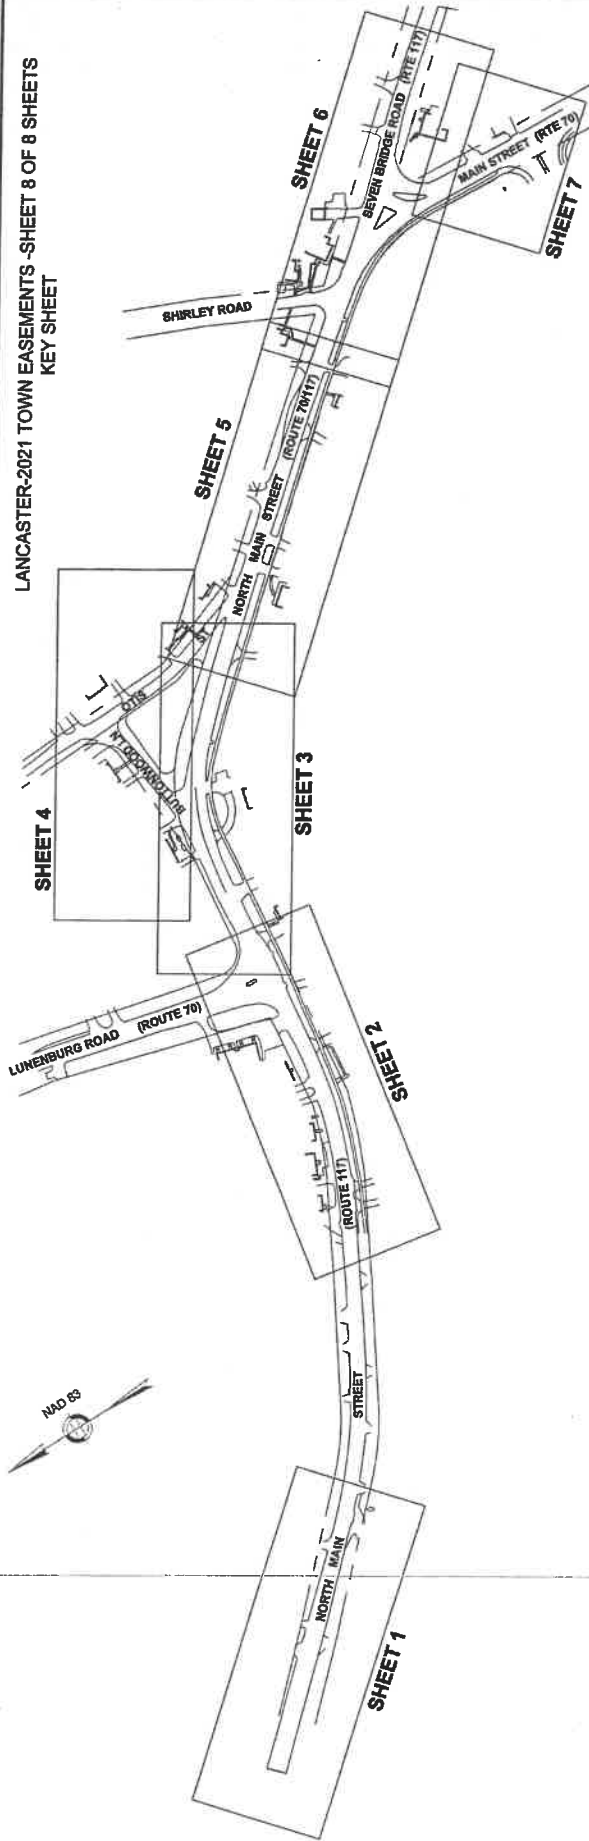 LANCASTER-2021 TOWN EASEMENTS -SHEET 8 OF 8 SHEETS
KEY SHEET
SHEET 6
SEVEN BRIDGE ROAD (RTE 117)
MAIN STREET (RTE 70)
SHEET 7
SHIRLEY ROAD
SHEET 5
NORTH MAIN STREET (ROUTE 70/117)
SHEET 4
OTIS ST
BUTTONWOOD LN
SHEET 3
LUNENBURG ROAD (ROUTE 70)
SHEET 2
(ROUTE 117)
STREET
NAD 83
NORTH MAIN
SHEET 1